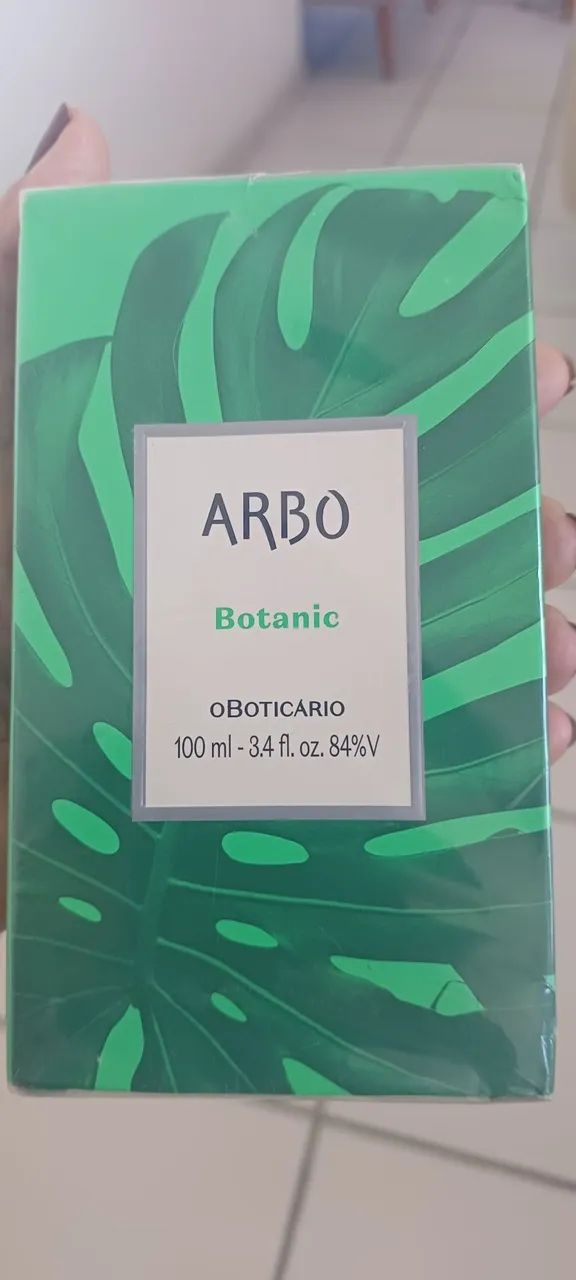 ARBO
Botanic
oBOTICÁRIO
100 ml - 3.4 fl. oz. 84%V